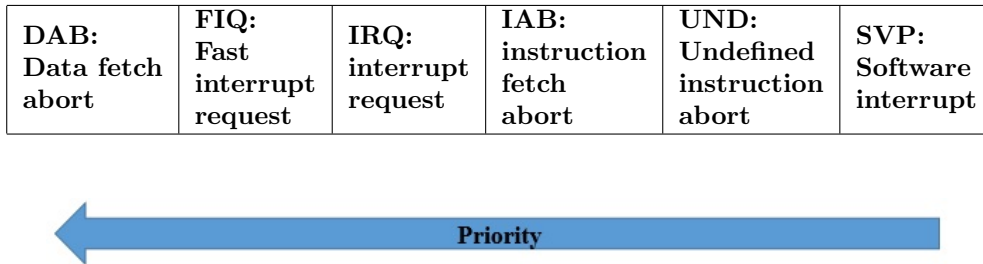 DAB:
Data fetch
abort
FIQ:
Fast
interrupt
request
IRQ:
interrupt
request
IAB:
instruction
fetch
abort
UND:
Undefined
instruction
abort
SVP:
Software
interrupt
Priority